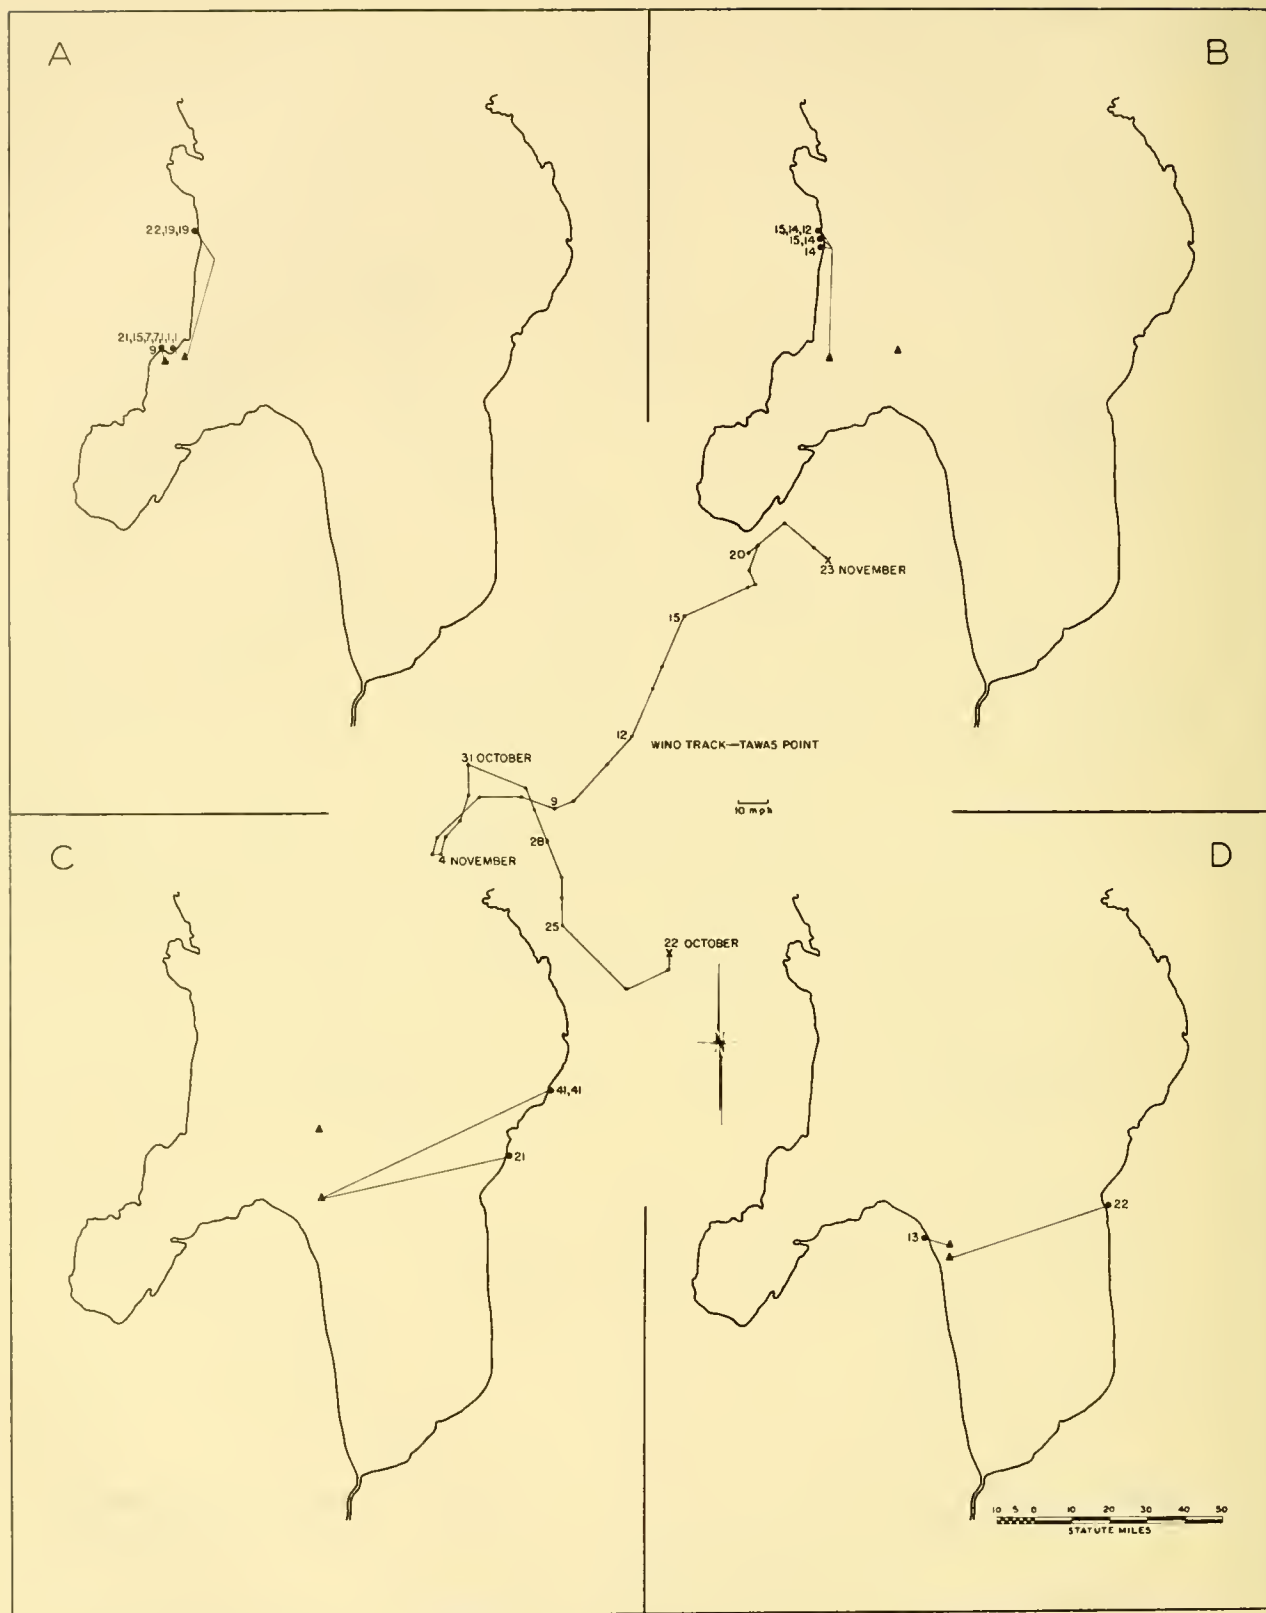 A
B
22,19,19
15,14,12
15,14
14
21,15,7,7,1,1,1
9
20
23 NOVEMBER
15
12
WIND TRACK—TAWAS POINT
31 OCTOBER
9
10 mph
28
4 NOVEMBER
C
D
25
22 OCTOBER
41,41
21
22
13
10 5 0 10 20 30 40 50
STATUTE MILES